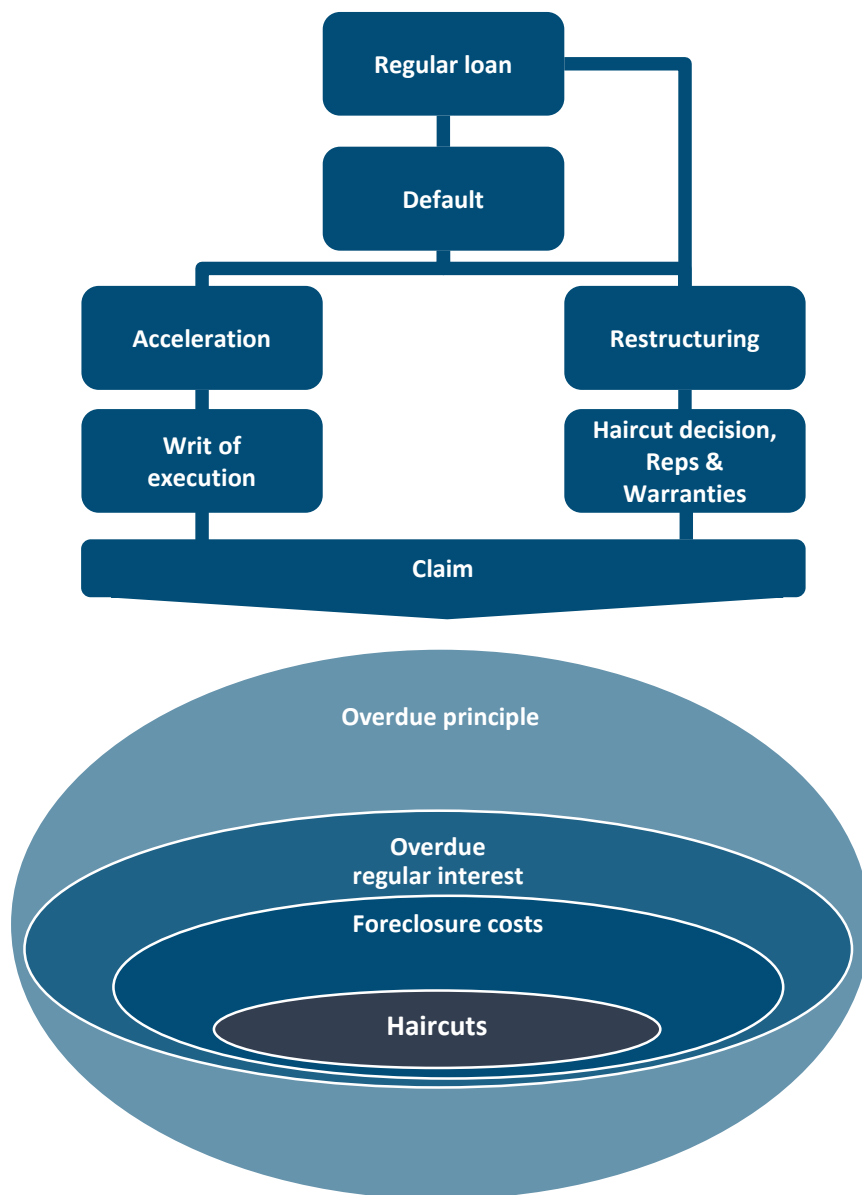 Regular loan
Default
Acceleration
Restructuring
Writ of
execution
Haircut decision,
Reps &
Warranties
Claim
Overdue principle
Overdue
regular interest
Foreclosure costs
Haircuts